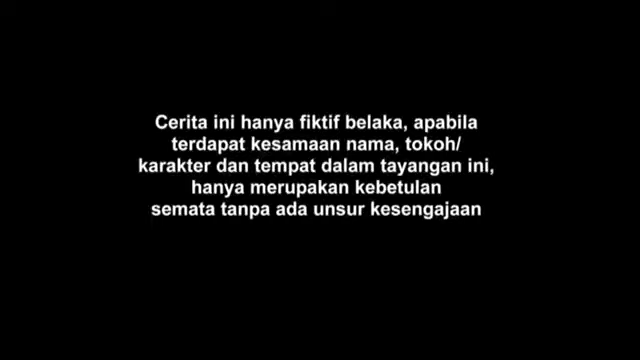 Cerita ini hanya fiktif belaka, apabila
terdapat kesamaan nama, tokoh/
karakter dan tempat dalam tayangan ini,
hanya merupakan kebetulan
semata tanpa ada unsur kesengajaan